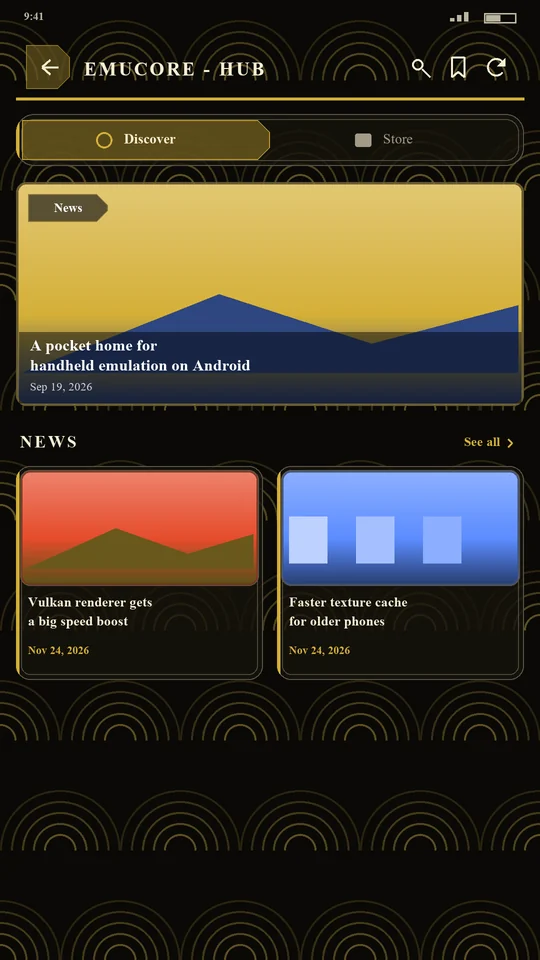 9:41
EMUCORE - HUB
Discover
Store
News
A pocket home for
handheld emulation on Android
Sep 19, 2026
NEWS
See all
Vulkan renderer gets
a big speed boost
Nov 24, 2026
Faster texture cache
for older phones
Nov 24, 2026